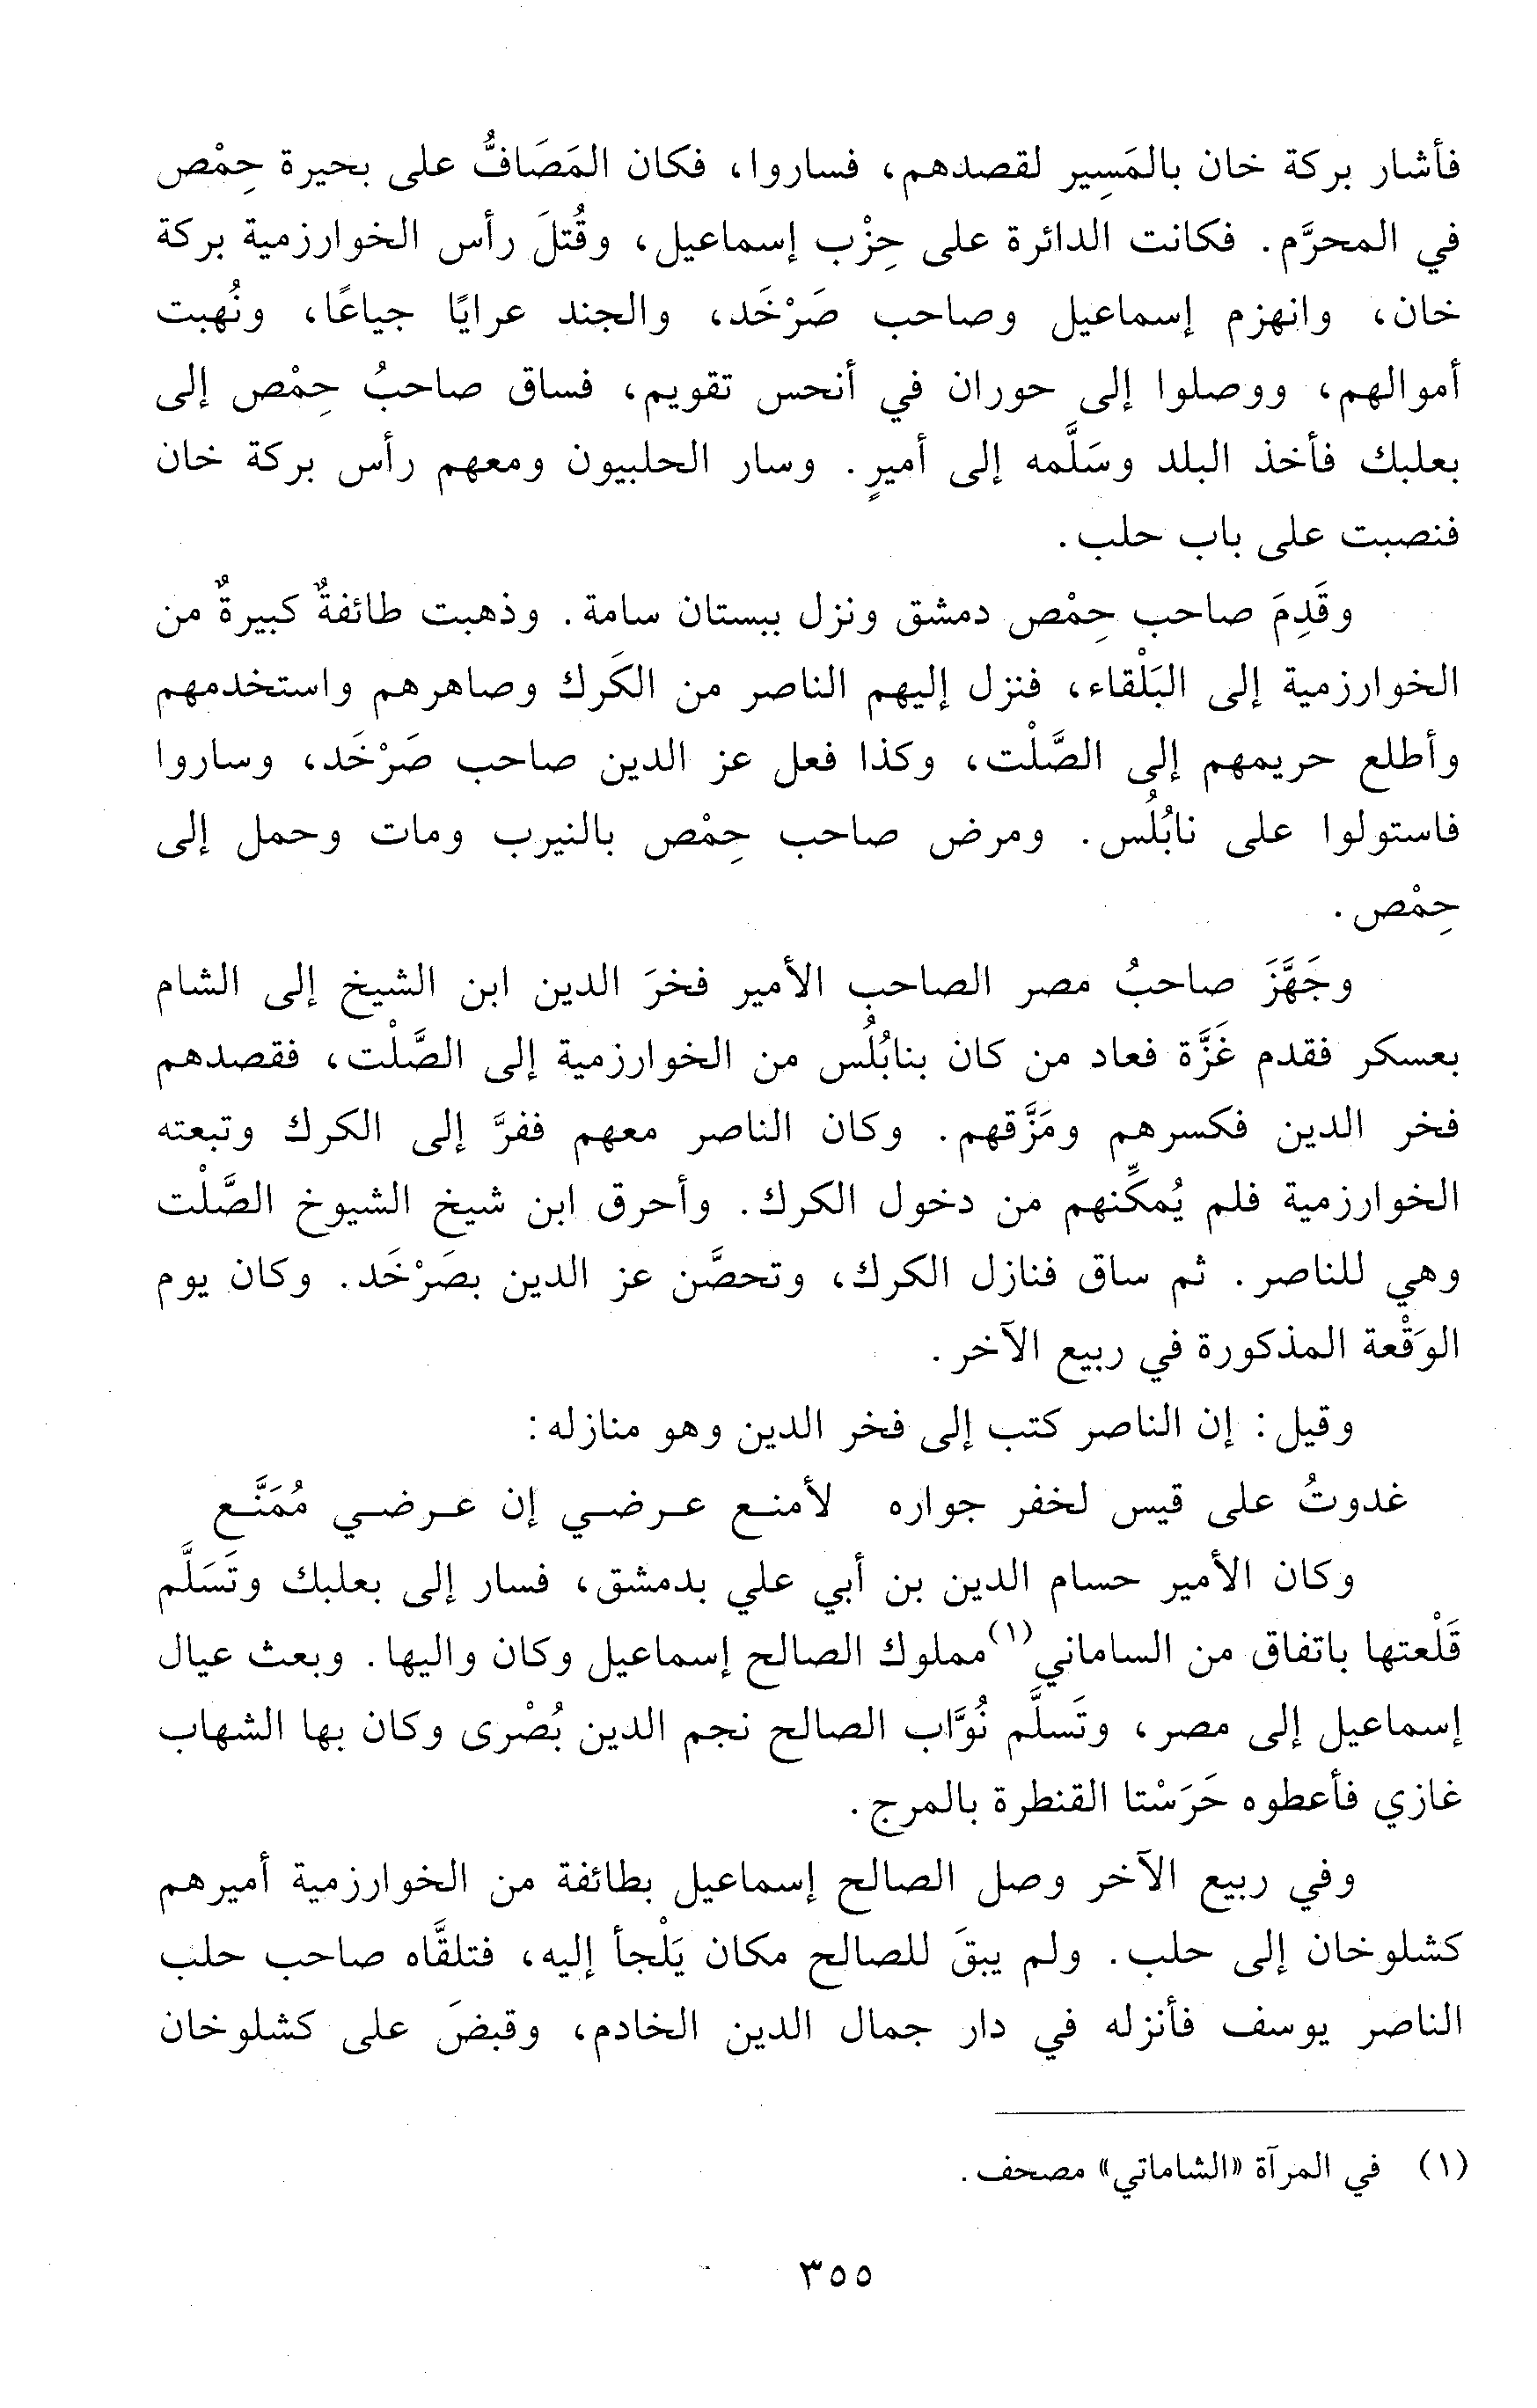 فأشار بركة خان بالمَسِير لقصدهم، فساروا، فكان المَصَافُّ على بحيرة حِمْص
في المحرَّم. فكانت الدائرة على حِزْب إسماعيل، وقُتلَ رأس الخوارزمية بركة
خان، وانهزم إسماعيل وصاحب صَرْخَد، والجند عرايًا جياعًا، ونُهبت
أموالهم، ووصلوا إلى حوران في أنحس تقويم، فساق صاحبُ حِمْص إلى
بعلبك فأخذ البلد وسَلَّمه إلى أميرٍ. وسار الحلبيون ومعهم رأس بركة خان
فنصبت على باب حلب.
وقَدِمَ صاحب حِمْص دمشق ونزل ببستان سامة. وذهبت طائفةٌ كبيرةٌ من
الخوارزمية إلى البَلْقاء، فنزل إليهم الناصر من الكَرك وصاهرهم واستخدمهم
وأطلع حريمهم إلى الصَّلْت، وكذا فعل عز الدين صاحب صَرْخَد، وساروا
فاستولوا على نابُلُس. ومرض صاحب حِمْص بالنيرب ومات وحمل إلى
حِمْص.
وجَهَّزَ صاحبُ مصر الصاحب الأمير فخرَ الدين ابن الشيخ إلى الشام
بعسكر فقدم غَزَّة فعاد من كان بنابُلُس من الخوارزمية إلى الصَّلْت، فقصدهم
فخر الدين فكسرهم ومَزَّقهم. وكان الناصر معهم ففرَّ إلى الكرك وتبعته
الخوارزمية فلم يُمكِّنهم من دخول الكرك. وأحرق ابن شيخ الشيوخ الصَّلْت
وهي للناصر. ثم ساق فنازل الكرك، وتحصَّن عز الدين بصَرْخَد. وكان يوم
الوَقْعة المذكورة في ربيع الآخر.
وقيل: إن الناصر كتب إلى فخر الدين وهو منازله:
غدوتُ على قيس لخفر جواره لأمنع عرضي إن عرضي مُمَنَّع
وكان الأمير حسام الدين بن أبي علي بدمشق، فسار إلى بعلبك وتَسَلَّم
قَلْعتها باتفاق من الساماني(١) مملوك الصالح إسماعيل وكان واليها. وبعث عيال
إسماعيل إلى مصر، وتَسلَّم نُوَّاب الصالح نجم الدين بُصْرى وكان بها الشهاب
غازي فأعطوه حَرَسْتا القنطرة بالمرج.
وفي ربيع الآخر وصل الصالح إسماعيل بطائفة من الخوارزمية أميرهم
كشلوخان إلى حلب. ولم يبقَ للصالح مكان يَلْجأ إليه، فتلقَّاه صاحب حلب
الناصر يوسف فأنزله في دار جمال الدين الخادم، وقبضَ على كشلوخان
(١) في المرآة «الشاماتي» مصحف.
٣٥٥